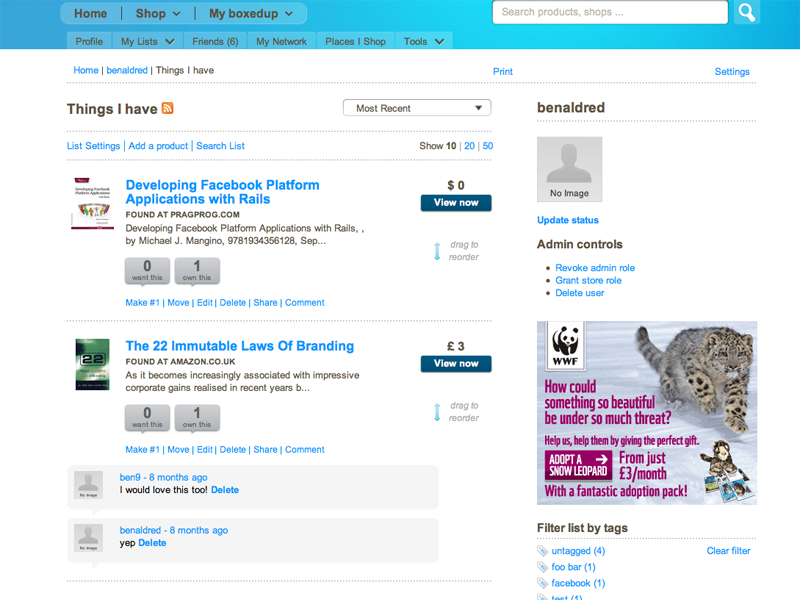 Home | Shop | My boxedup
Search products, shops ...
Profile My Lists Friends (6) My Network Places I Shop Tools
Home | benaldred | Things I have
Print
Settings
Things I have
Most Recent
List Settings | Add a product | Search List
Show 10 | 20 | 50
Developing Facebook Platform
Applications with Rails
FOUND AT PRAGPROG.COM
Developing Facebook Platform Applications with Rails, ,
by Michael J. Mangino, 9781934356128, Sep...
$ 0
View now
drag to
reorder
0
want this
1
own this
Make #1 | Move | Edit | Delete | Share | Comment
22
The 22 Immutable Laws Of Branding
FOUND AT AMAZON.CO.UK
As it becomes increasingly associated with impressive
corporate gains realised in recent years b...
£ 3
View now
drag to
reorder
0
want this
1
own this
Make #1 | Move | Edit | Delete | Share | Comment
No Image
ben9 - 8 months ago
I would love this too! Delete
No Image
benaldred - 8 months ago
yep Delete
benaldred
No Image
Update status
Admin controls
Revoke admin role
Grant store role
Delete user
WWF
How could
something so beautiful
be under so much threat?
Help us, help them by giving the perfect gift.
ADOPT A
SNOW LEOPARD
From just
£3/month
With a fantastic adoption pack!
Filter list by tags
untagged (4)
Clear filter
foo bar (1)
facebook (1)
test (1)